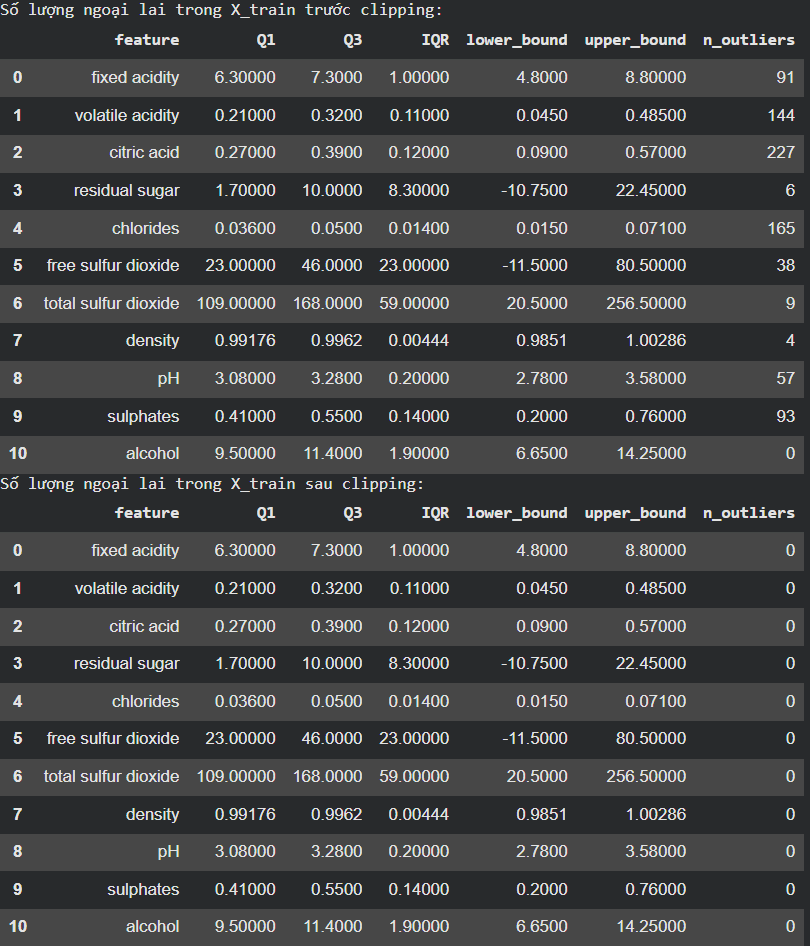 Số lượng ngoại lai trong X_train trước clipping:
feature Q1 Q3 IQR lower_bound upper_bound n_outliers
0 fixed acidity 6.30000 7.3000 1.00000 4.8000 8.80000 91
1 volatile acidity 0.21000 0.3200 0.11000 0.0450 0.48500 144
2 citric acid 0.27000 0.3900 0.12000 0.0900 0.57000 227
3 residual sugar 1.70000 10.0000 8.30000 -10.7500 22.45000 6
4 chlorides 0.03600 0.0500 0.01400 0.0150 0.07100 165
5 free sulfur dioxide 23.00000 46.0000 23.00000 -11.5000 80.50000 38
6 total sulfur dioxide 109.00000 168.0000 59.00000 20.5000 256.50000 9
7 density 0.99176 0.9962 0.00444 0.9851 1.00286 4
8 pH 3.08000 3.2800 0.20000 2.7800 3.58000 57
9 sulphates 0.41000 0.5500 0.14000 0.2000 0.76000 93
10 alcohol 9.50000 11.4000 1.90000 6.6500 14.25000 0
Số lượng ngoại lai trong X_train sau clipping:
feature Q1 Q3 IQR lower_bound upper_bound n_outliers
0 fixed acidity 6.30000 7.3000 1.00000 4.8000 8.80000 0
1 volatile acidity 0.21000 0.3200 0.11000 0.0450 0.48500 0
2 citric acid 0.27000 0.3900 0.12000 0.0900 0.57000 0
3 residual sugar 1.70000 10.0000 8.30000 -10.7500 22.45000 0
4 chlorides 0.03600 0.0500 0.01400 0.0150 0.07100 0
5 free sulfur dioxide 23.00000 46.0000 23.00000 -11.5000 80.50000 0
6 total sulfur dioxide 109.00000 168.0000 59.00000 20.5000 256.50000 0
7 density 0.99176 0.9962 0.00444 0.9851 1.00286 0
8 pH 3.08000 3.2800 0.20000 2.7800 3.58000 0
9 sulphates 0.41000 0.5500 0.14000 0.2000 0.76000 0
10 alcohol 9.50000 11.4000 1.90000 6.6500 14.25000 0